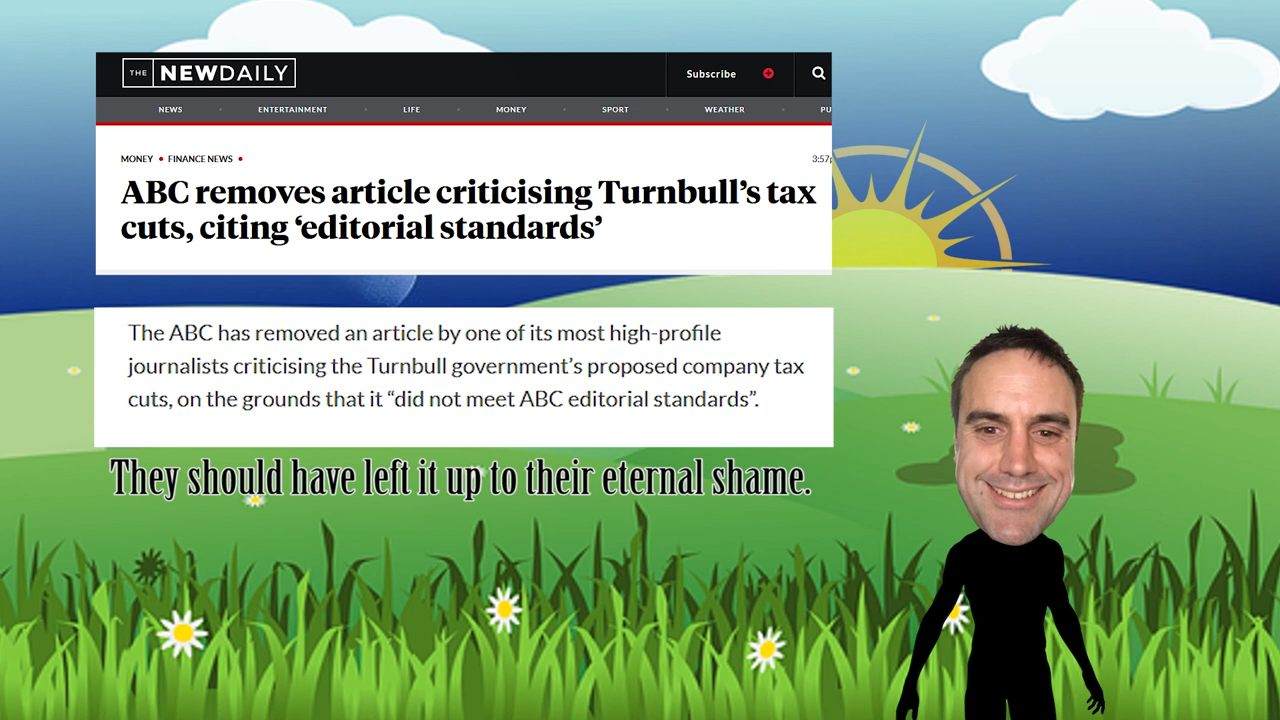 THE NEWDAILY
Subscribe
NEWS ENTERTAINMENT LIFE MONEY SPORT WEATHER PU
MONEY • FINANCE NEWS •
3:57p
ABC removes article criticising Turnbull’s tax
cuts, citing ‘editorial standards’
The ABC has removed an article by one of its most high-profile
journalists criticising the Turnbull government’s proposed company tax
cuts, on the grounds that it “did not meet ABC editorial standards”.
They should have left it up to their eternal shame.